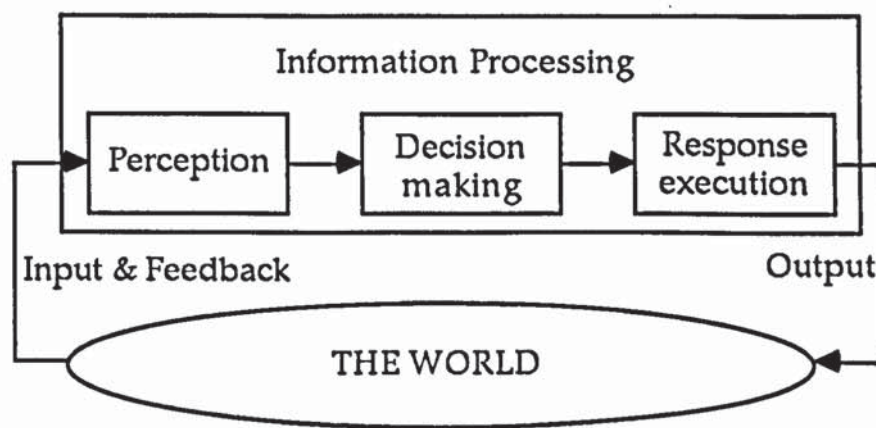 Information Processing
Perception
Decision
making
Response
execution
Input & Feedback
Output
THE WORLD